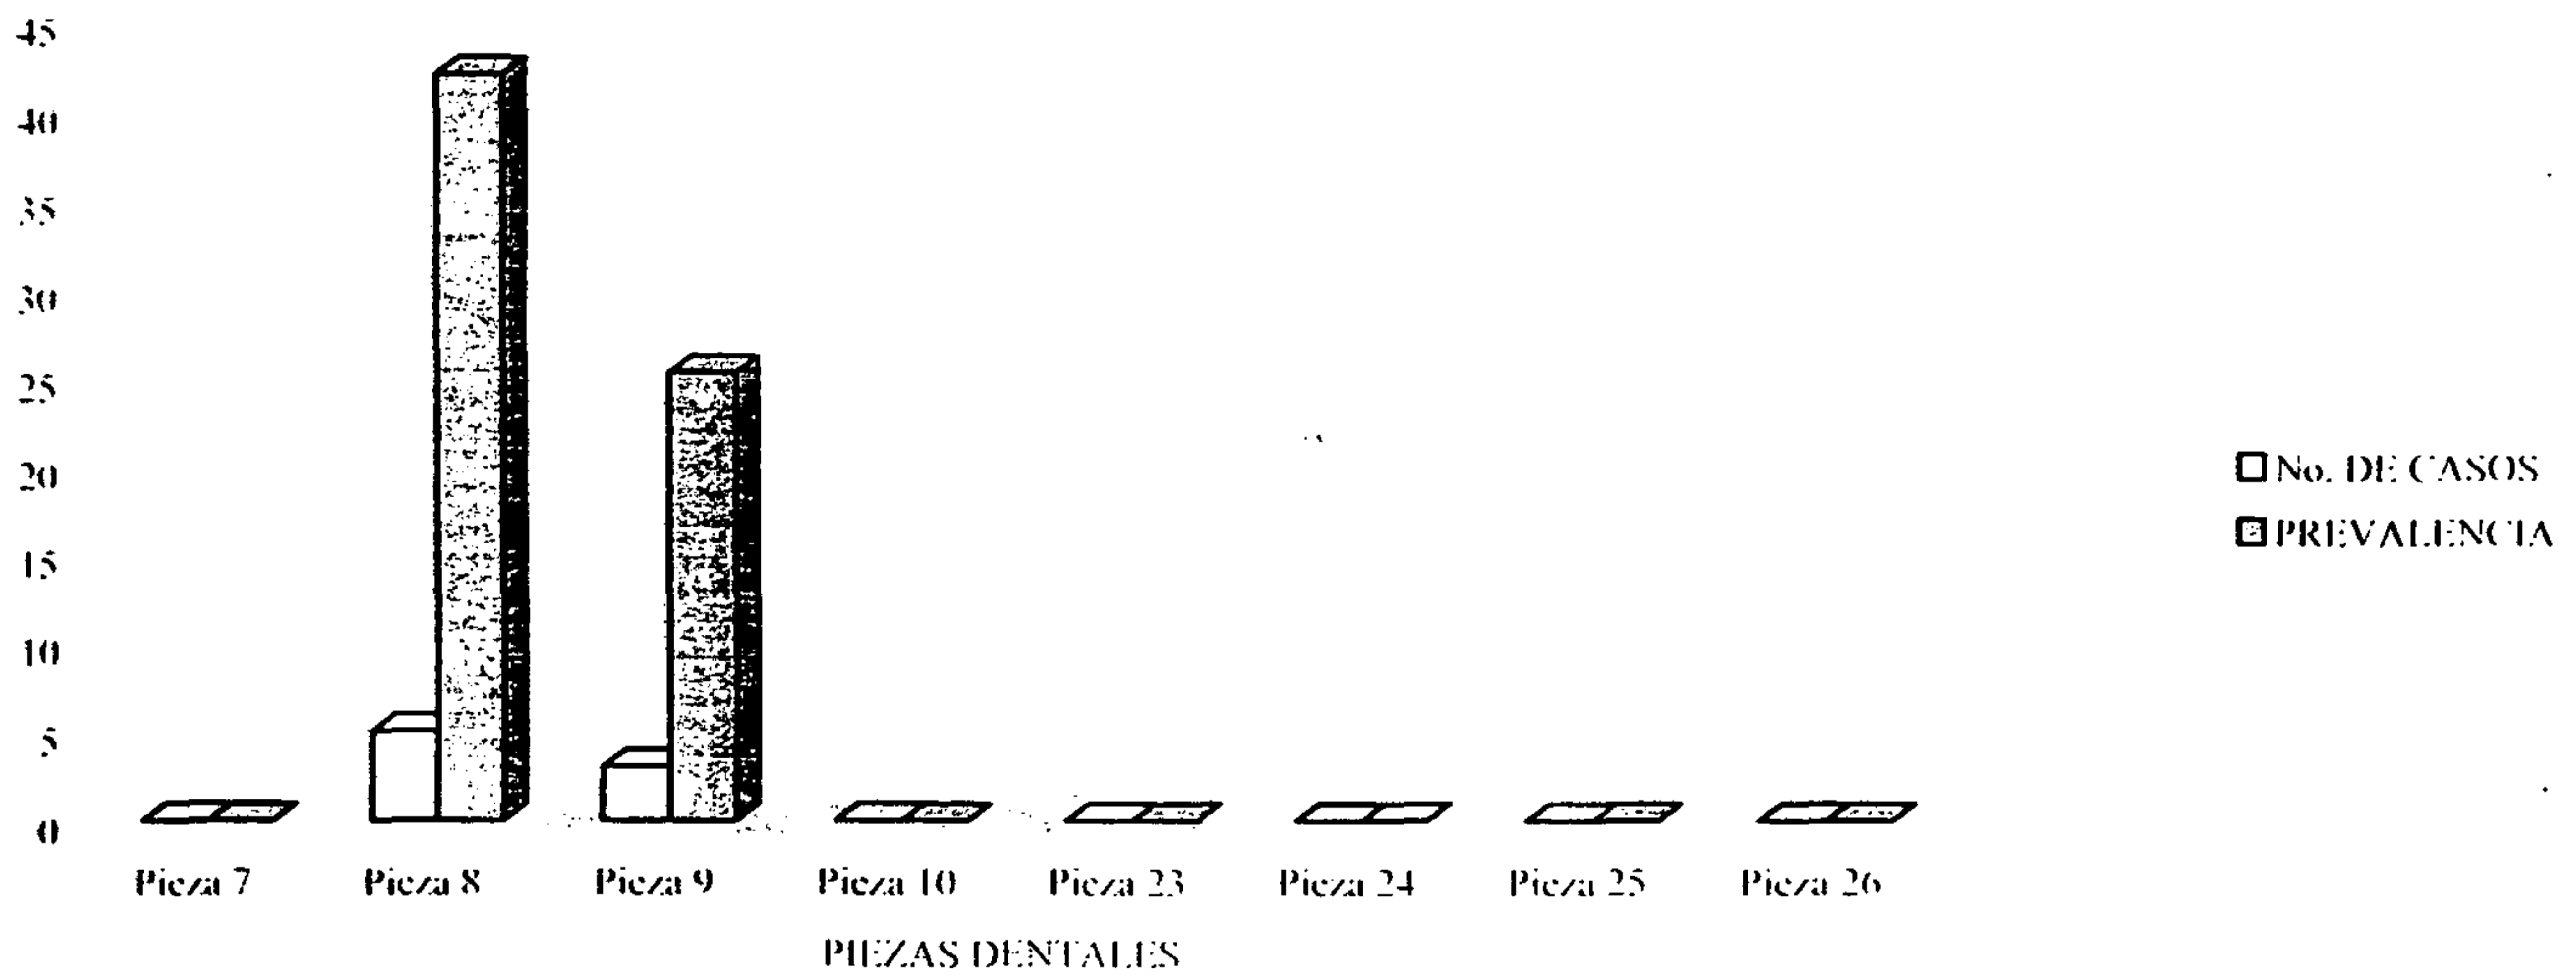 45
40
35
30
25
20
15
10
5
0
Pieza 7 Pieza 8 Pieza 9 Pieza 10 Pieza 23 Pieza 24 Pieza 25 Pieza 26
PIEZAS DENTALES
No. DE CASOS
PREVALENCIA